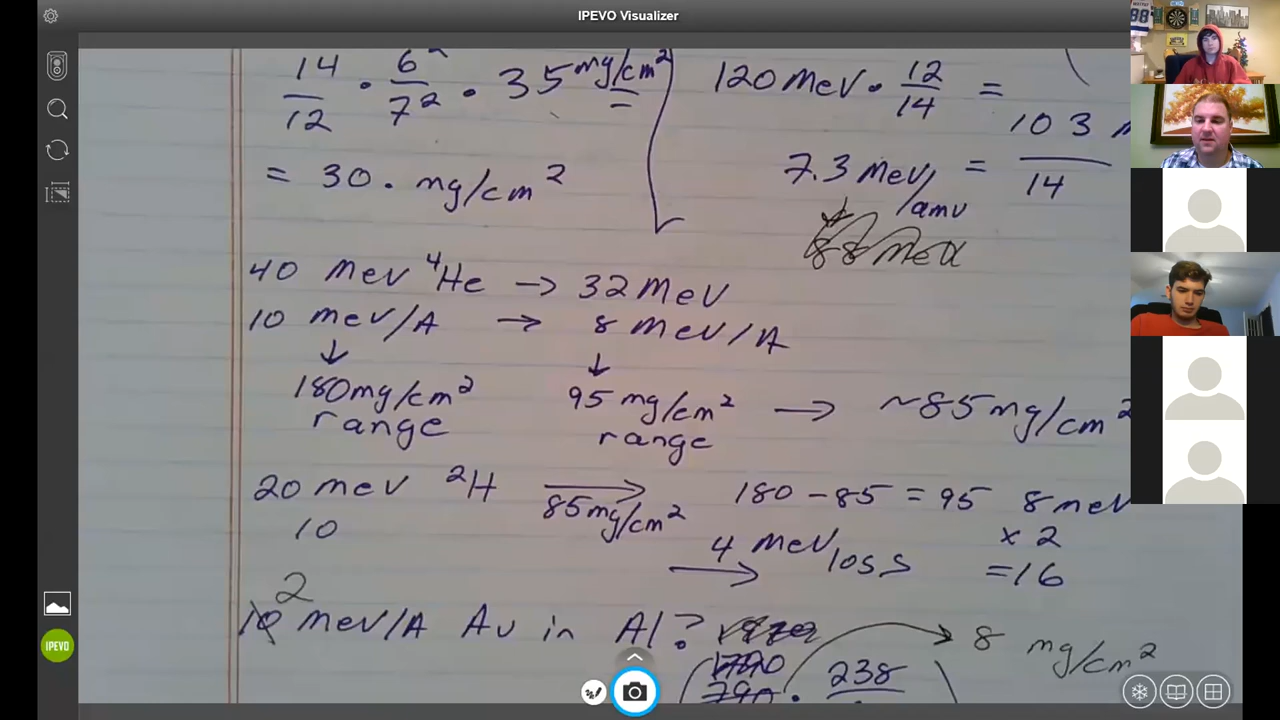 IPEVO Visualizer
14/12 · 6²/7² · 35 mg/cm²
= 30. mg/cm²
120 MeV · 12/14 =
103
7.3 MeV/amu = ___/14
40 MeV ⁴He → 32 MeV
10 MeV/A → 8 MeV/A
↓ ↓
180 mg/cm² 95 mg/cm² → ~85 mg/cm²
range range
20 MeV ²H → 180 - 85 = 95 8 MeV
85 mg/cm²
10
4 MeV loss × 2
→ = 16
2
10 MeV/A Au in Al?
8 mg/cm²
· 238
IPEVO
88